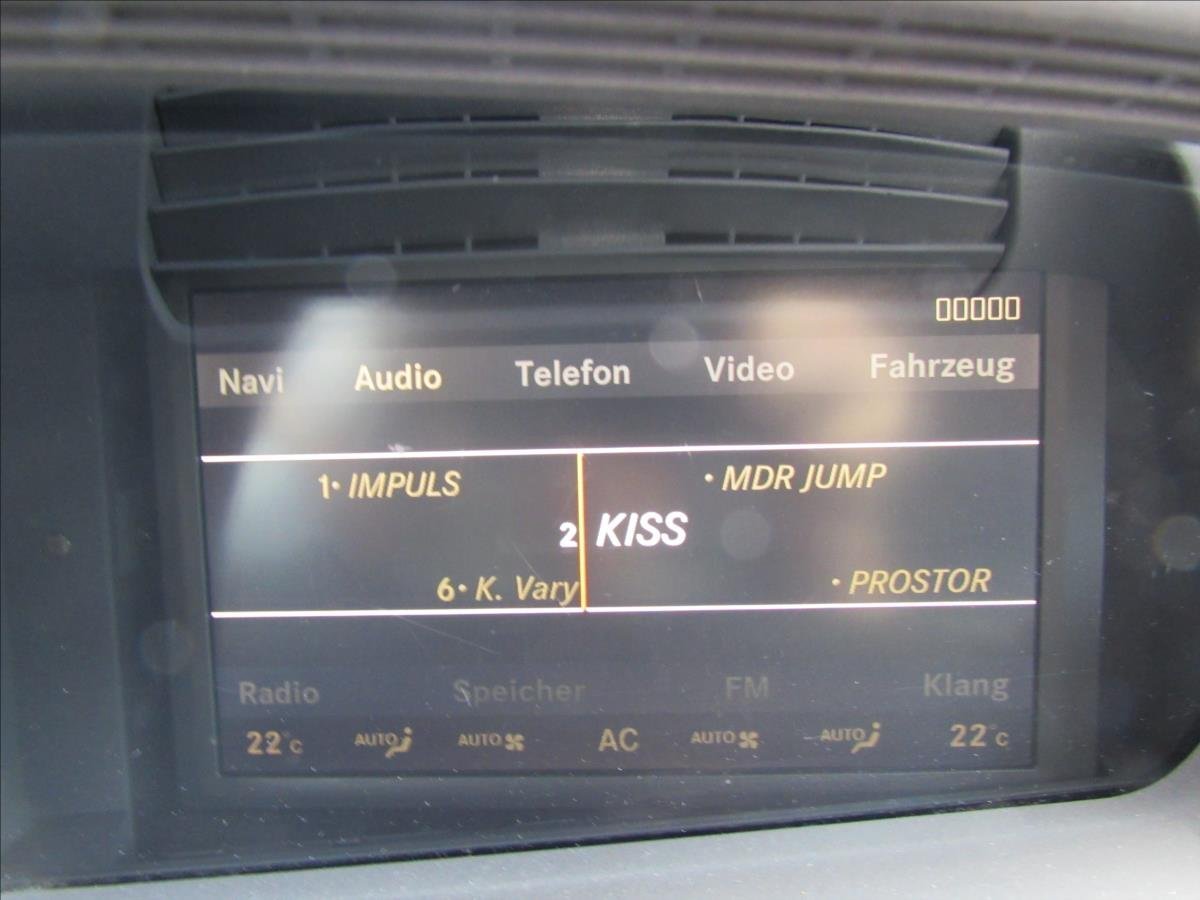 ▯▯▯▯▯
Navi Audio Telefon Video Fahrzeug
1• IMPULS • MDR JUMP
2 KISS
6• K. Vary • PROSTOR
Radio Speicher FM Klang
22°C AUTO AUTO AC AUTO AUTO 22°C